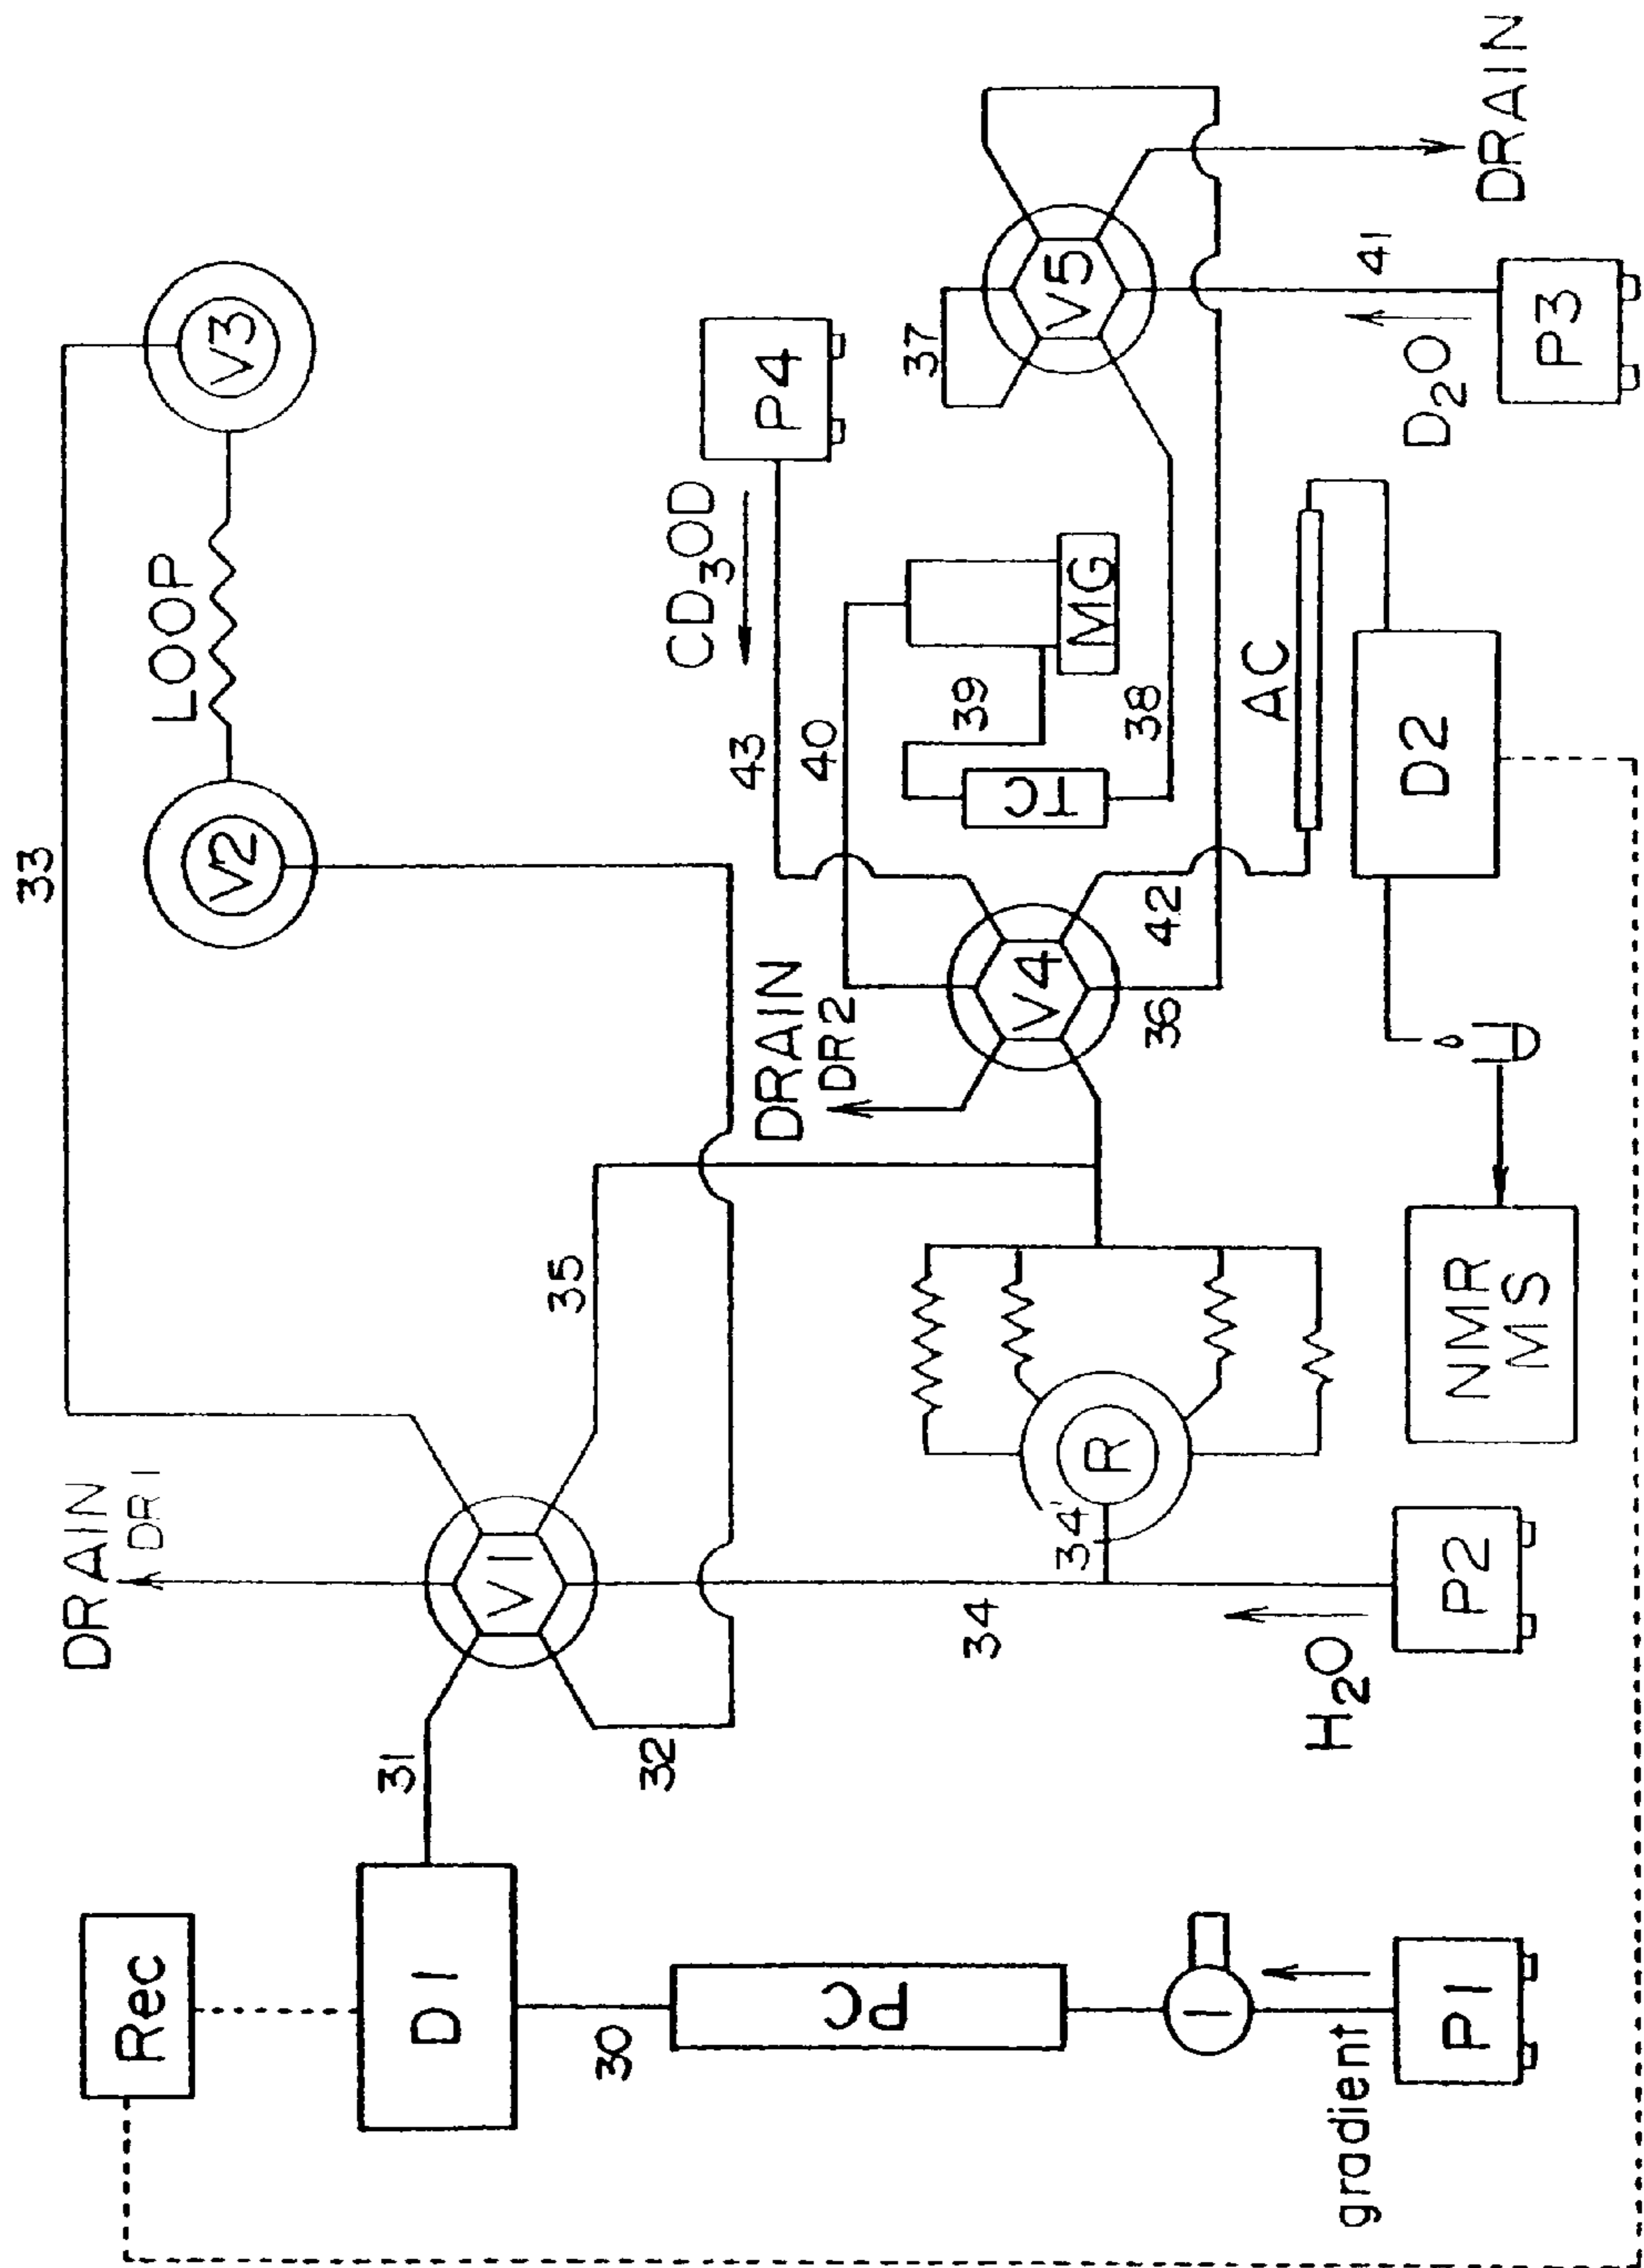 Rec
D1
30
PC
I
P1
gradient
31
DRAIN
DR1
V1
32
33
34
34'
H2O
P2
35
R
NMR
MS
LOOP
V2
V3
DRAIN
DR2
V4
36
42
43
40
39
38
37
TC
MG
CD3OD
P4
AC
D2
V5
41
D2O
P3
DRAIN